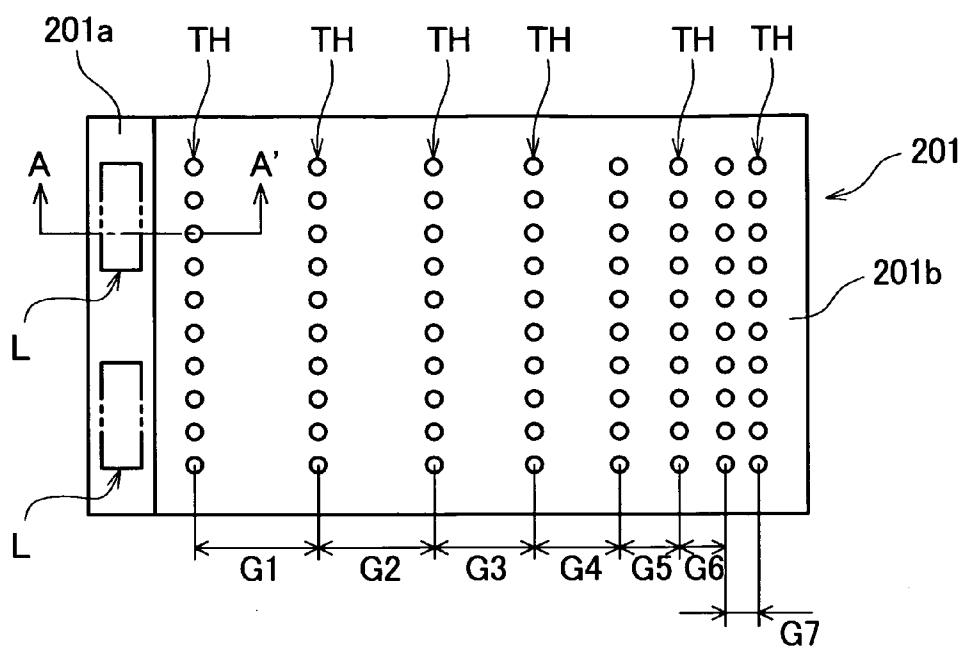 201a
TH TH TH TH TH TH
A A' 201
201b
L
L
G1 G2 G3 G4 G5 G6
G7